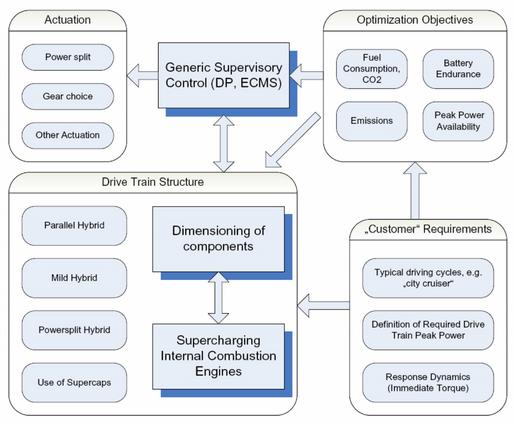 Actuation
Power split
Gear choice
Other Actuation
Generic Supervisory
Control (DP, ECMS)
Optimization Objectives
Fuel
Consumption,
CO2
Battery
Endurance
Emissions
Peak Power
Availability
Drive Train Structure
Parallel Hybrid
Mild Hybrid
Powersplit Hybrid
Use of Supercaps
Dimensioning of
components
Supercharging
Internal Combustion
Engines
„Customer“ Requirements
Typical driving cycles, e.g.
„city cruiser“
Definition of Required Drive
Train Peak Power
Response Dynamics
(Immediate Torque)